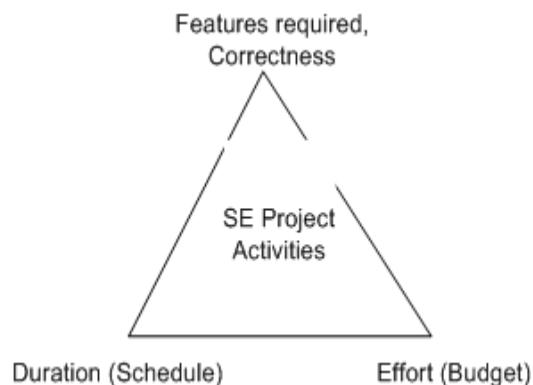 Features required,
Correctness
SE Project
Activities
Duration (Schedule)
Effort (Budget)